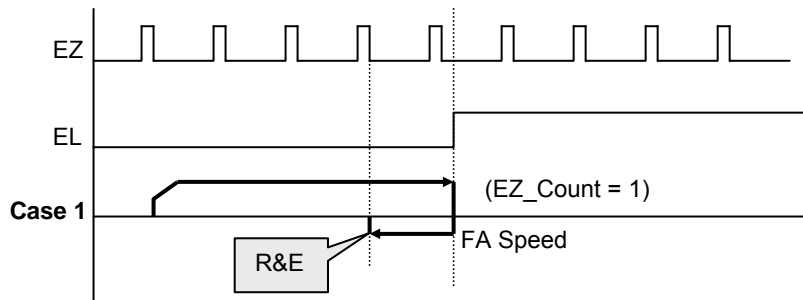 EZ
EL
(EZ_Count = 1)
Case 1
FA Speed
R&E